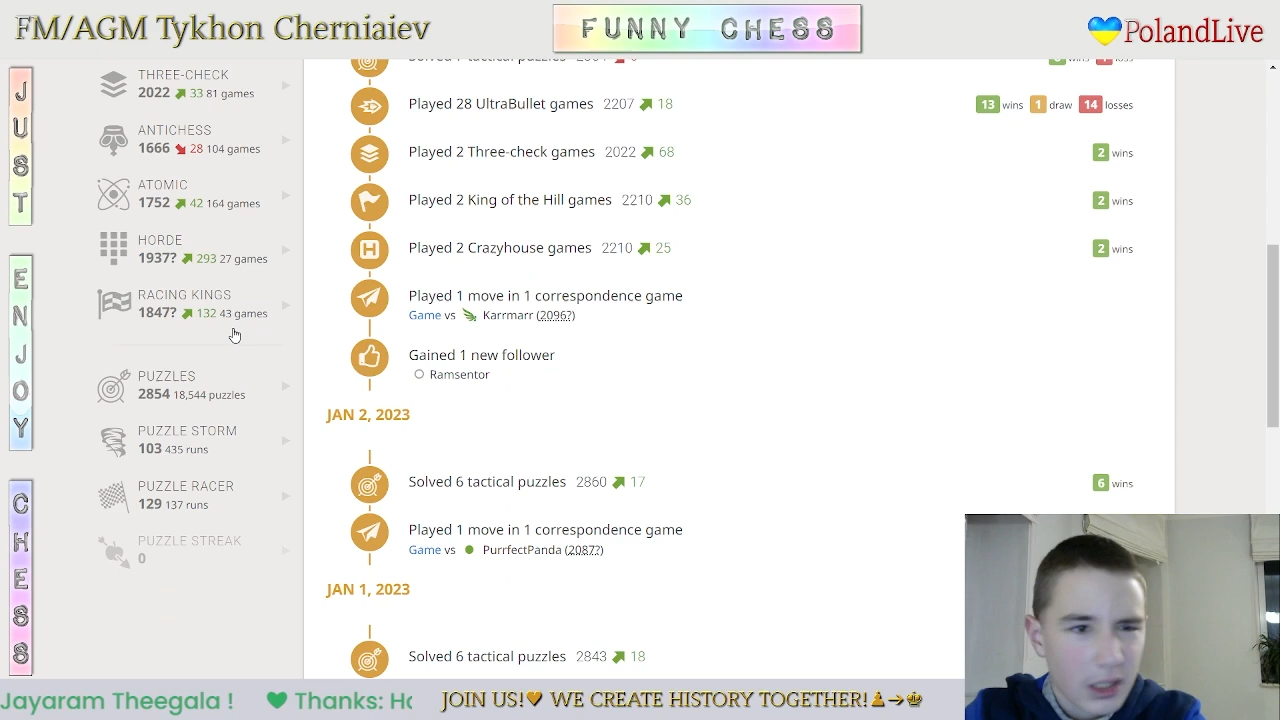 FM/AGM Tykhon Cherniaiev
FUNNY CHESS
PolandLive
JUST
ENJOY
CHESS
THREE-CHECK
2022 33 81 games
ANTICHESS
1666 28 104 games
ATOMIC
1752 42 164 games
HORDE
1937? 293 27 games
RACING KINGS
1847? 132 43 games
PUZZLES
2854 18,544 puzzles
PUZZLE STORM
103 435 runs
PUZZLE RACER
129 137 runs
PUZZLE STREAK
0
Played 28 UltraBullet games 2207 18
13 wins 1 draw 14 losses
Played 2 Three-check games 2022 68
2 wins
Played 2 King of the Hill games 2210 36
2 wins
Played 2 Crazyhouse games 2210 25
2 wins
Played 1 move in 1 correspondence game
Game vs Karrmarr (2096?)
Gained 1 new follower
Ramsentor
JAN 2, 2023
Solved 6 tactical puzzles 2860 17
6 wins
Played 1 move in 1 correspondence game
Game vs PurrfectPanda (2087?)
JAN 1, 2023
Solved 6 tactical puzzles 2843 18
Jayaram Theegala ! Thanks:
JOIN US! WE CREATE HISTORY TOGETHER!